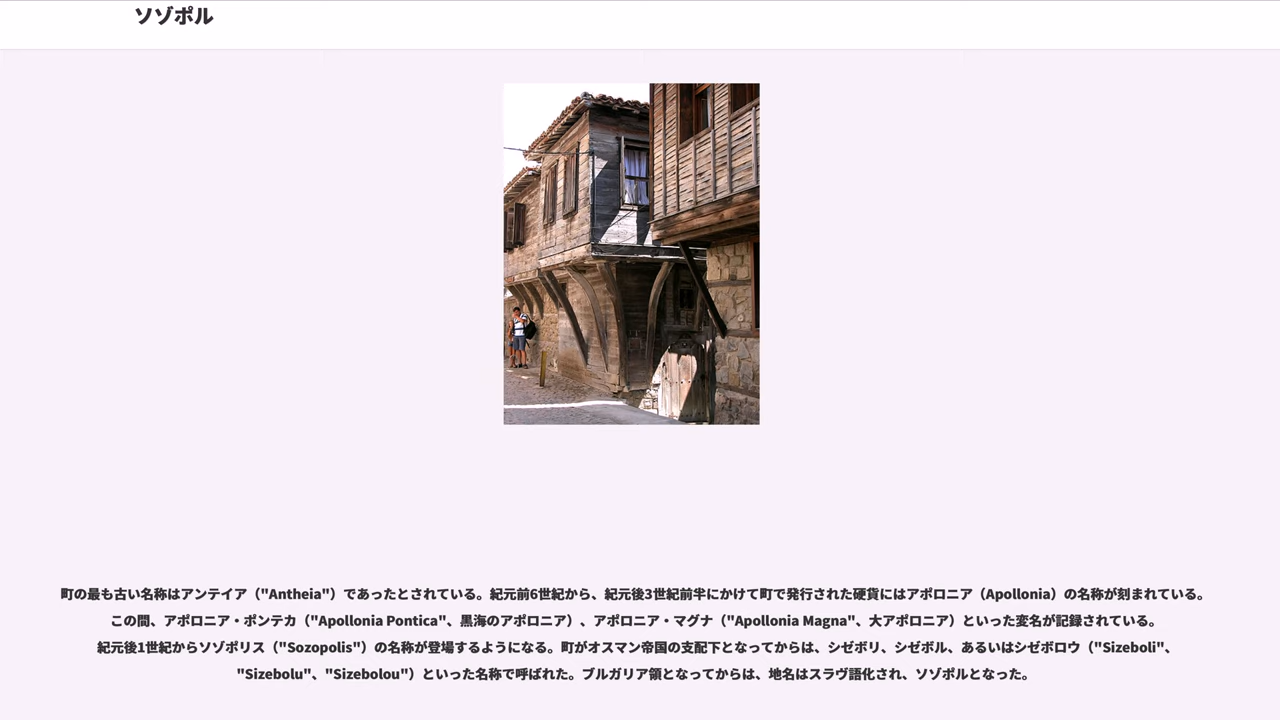 ソゾポル
町の最も古い名称はアンテイア（"Antheia"）であったとされている。紀元前6世紀から、紀元後3世紀前半にかけて町で発行された硬貨にはアポロニア（Apollonia）の名称が刻まれている。
この間、アポロニア・ポンテカ（"Apollonia Pontica"、黒海のアポロニア）、アポロニア・マグナ（"Apollonia Magna"、大アポロニア）といった変名が記録されている。
紀元後1世紀からソゾポリス（"Sozopolis"）の名称が登場するようになる。町がオスマン帝国の支配下となってからは、シゼボリ、シゼボル、あるいはシゼボロウ（"Sizeboli"、
"Sizebolu"、"Sizebolou"）といった名称で呼ばれた。ブルガリア領となってからは、地名はスラヴ語化され、ソゾポルとなった。